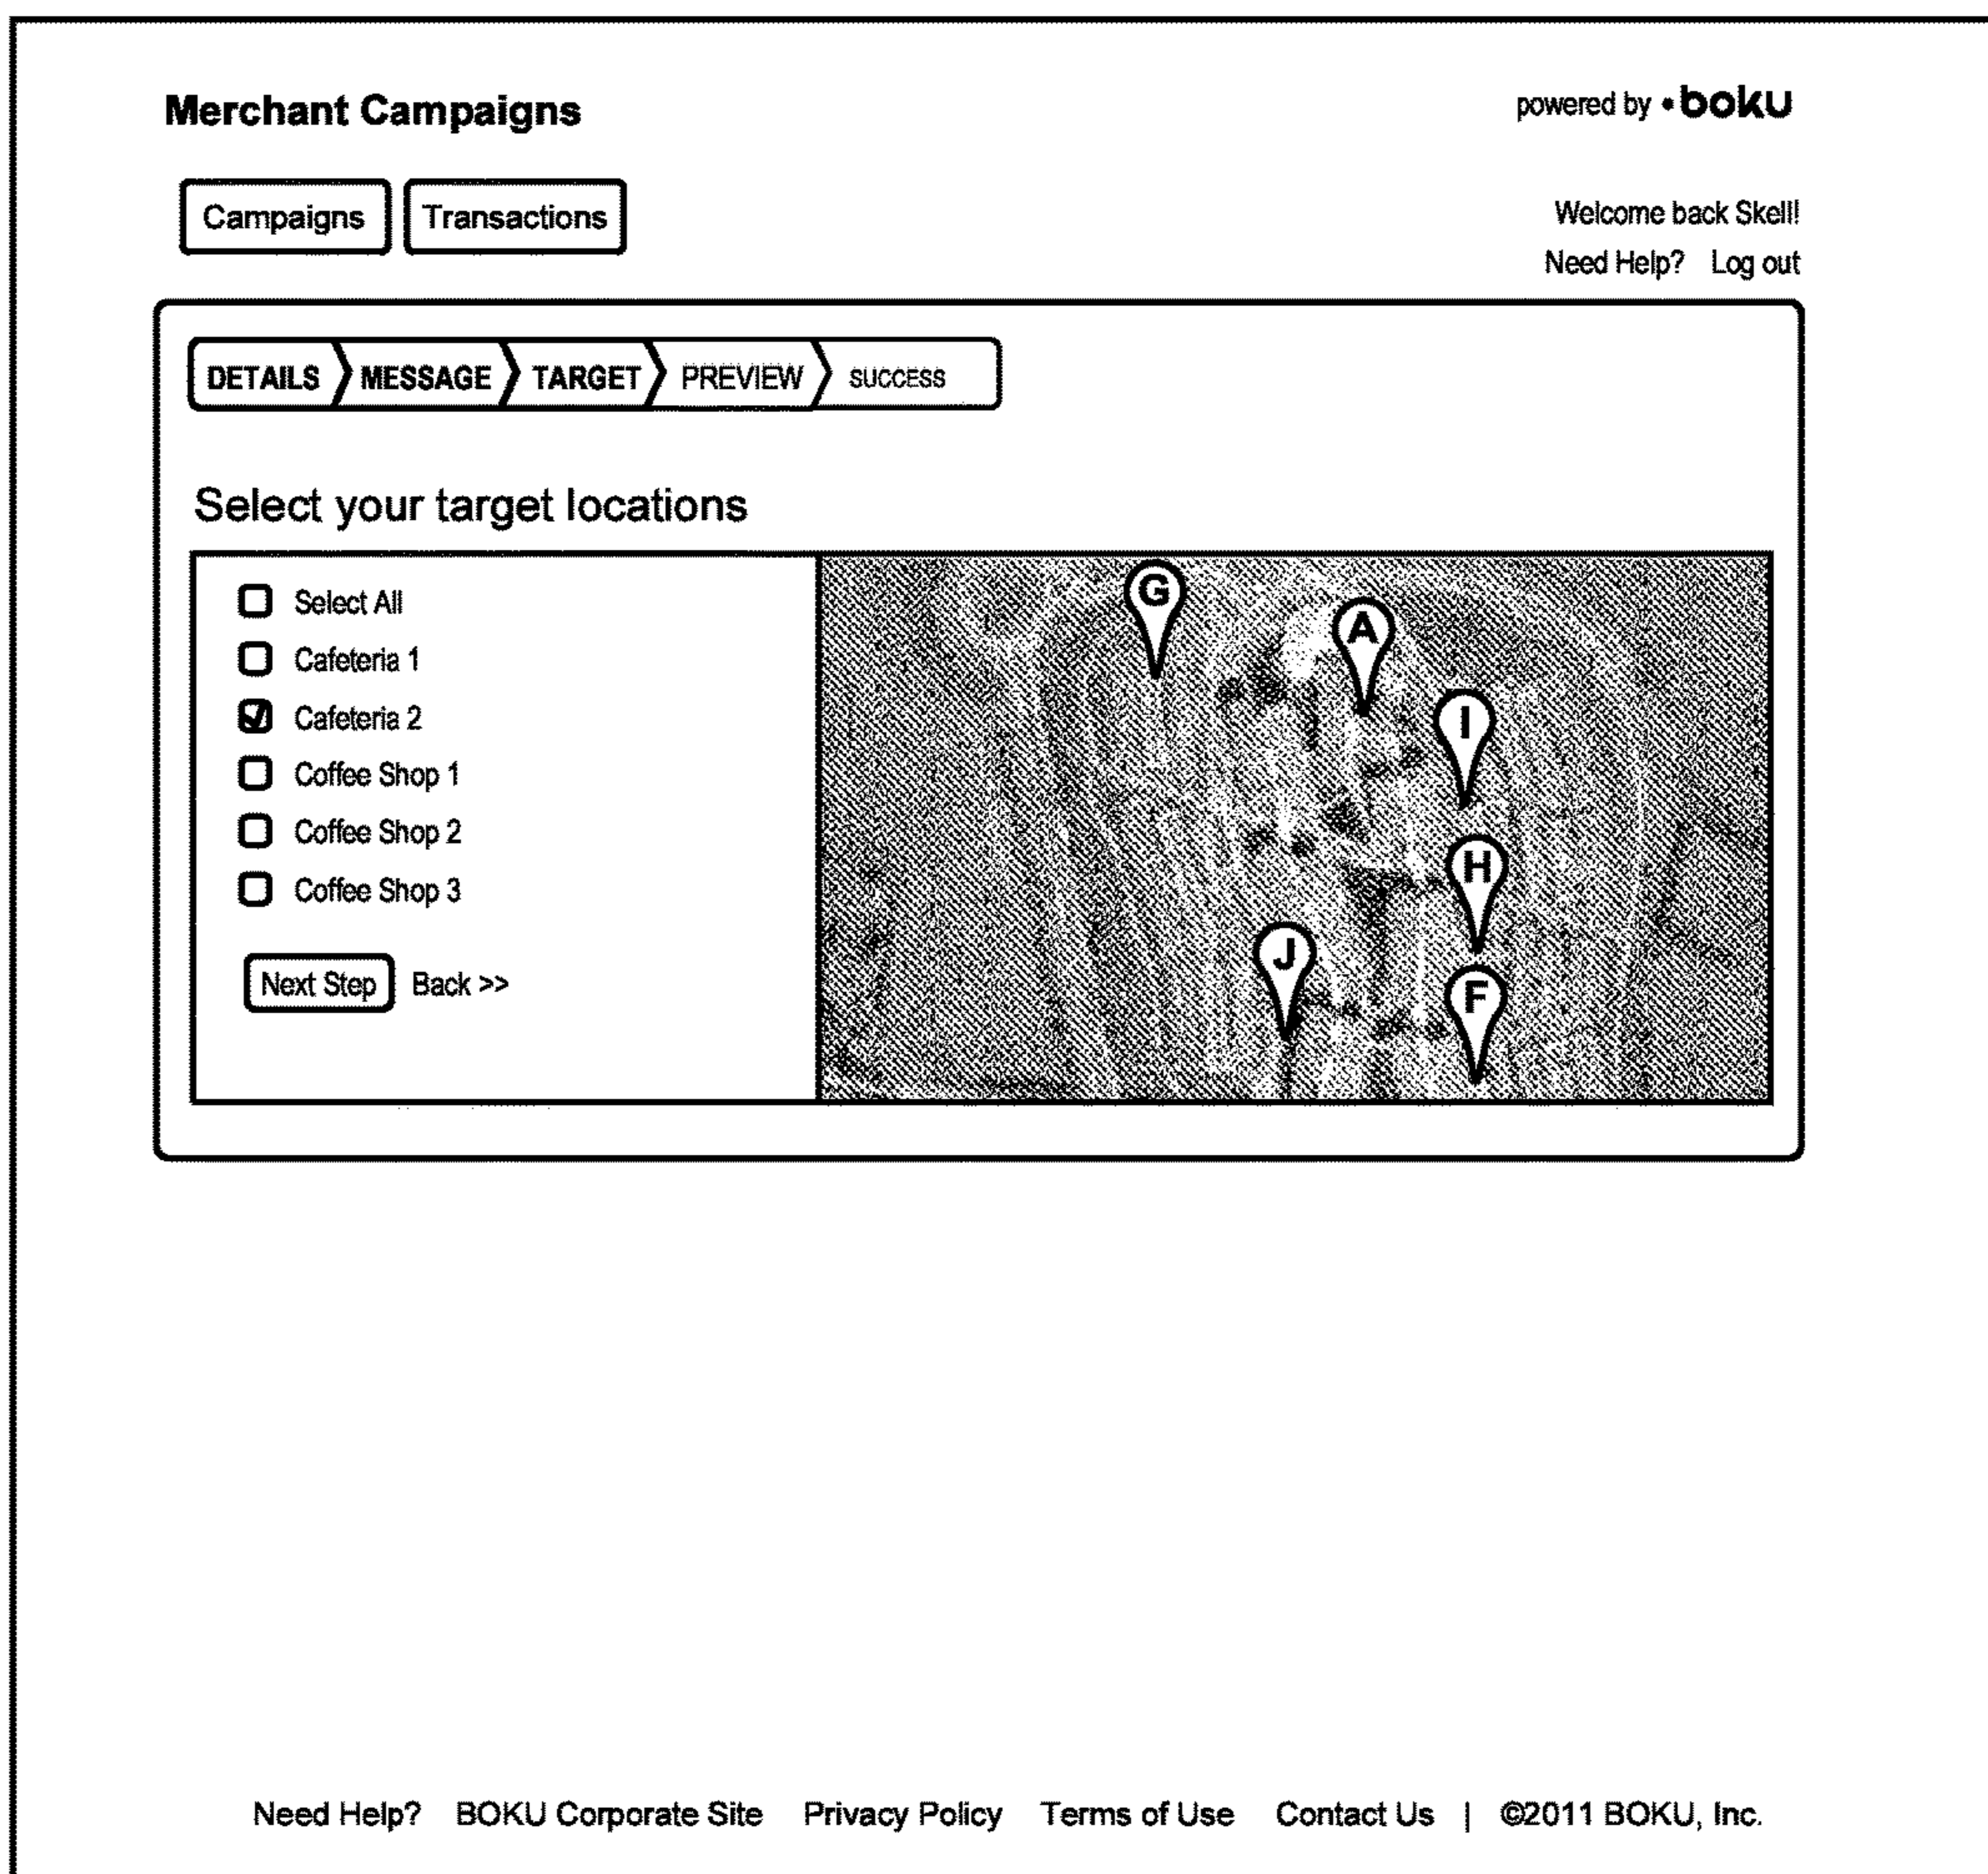 Merchant Campaigns
powered by •boku
Campaigns Transactions
Welcome back Skell!
Need Help? Log out
DETAILS MESSAGE TARGET PREVIEW SUCCESS
Select your target locations
Select All
Cafeteria 1
Cafeteria 2
Coffee Shop 1
Coffee Shop 2
Coffee Shop 3
Next Step Back >>
G
A
I
H
J
F
Need Help? BOKU Corporate Site Privacy Policy Terms of Use Contact Us | ©2011 BOKU, Inc.